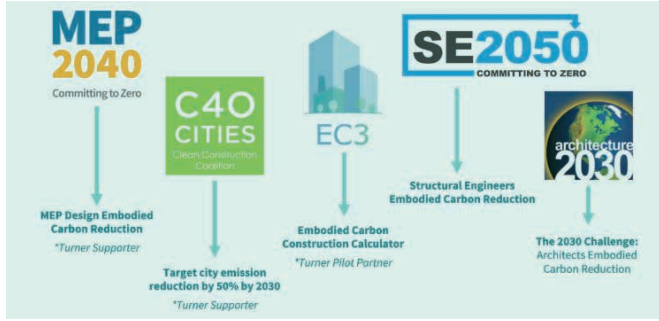 MEP
2040
Committing to Zero
MEP Design Embodied
Carbon Reduction
*Turner Supporter
C40
CITIES
Clean Construction
Coalition
Target city emission
reduction by 50% by 2030
*Turner Supporter
EC3
Embodied Carbon
Construction Calculator
*Turner Pilot Partner
SE2050
COMMITTING TO ZERO
Structural Engineers
Embodied Carbon Reduction
architecture
2030
The 2030 Challenge:
Architects Embodied
Carbon Reduction